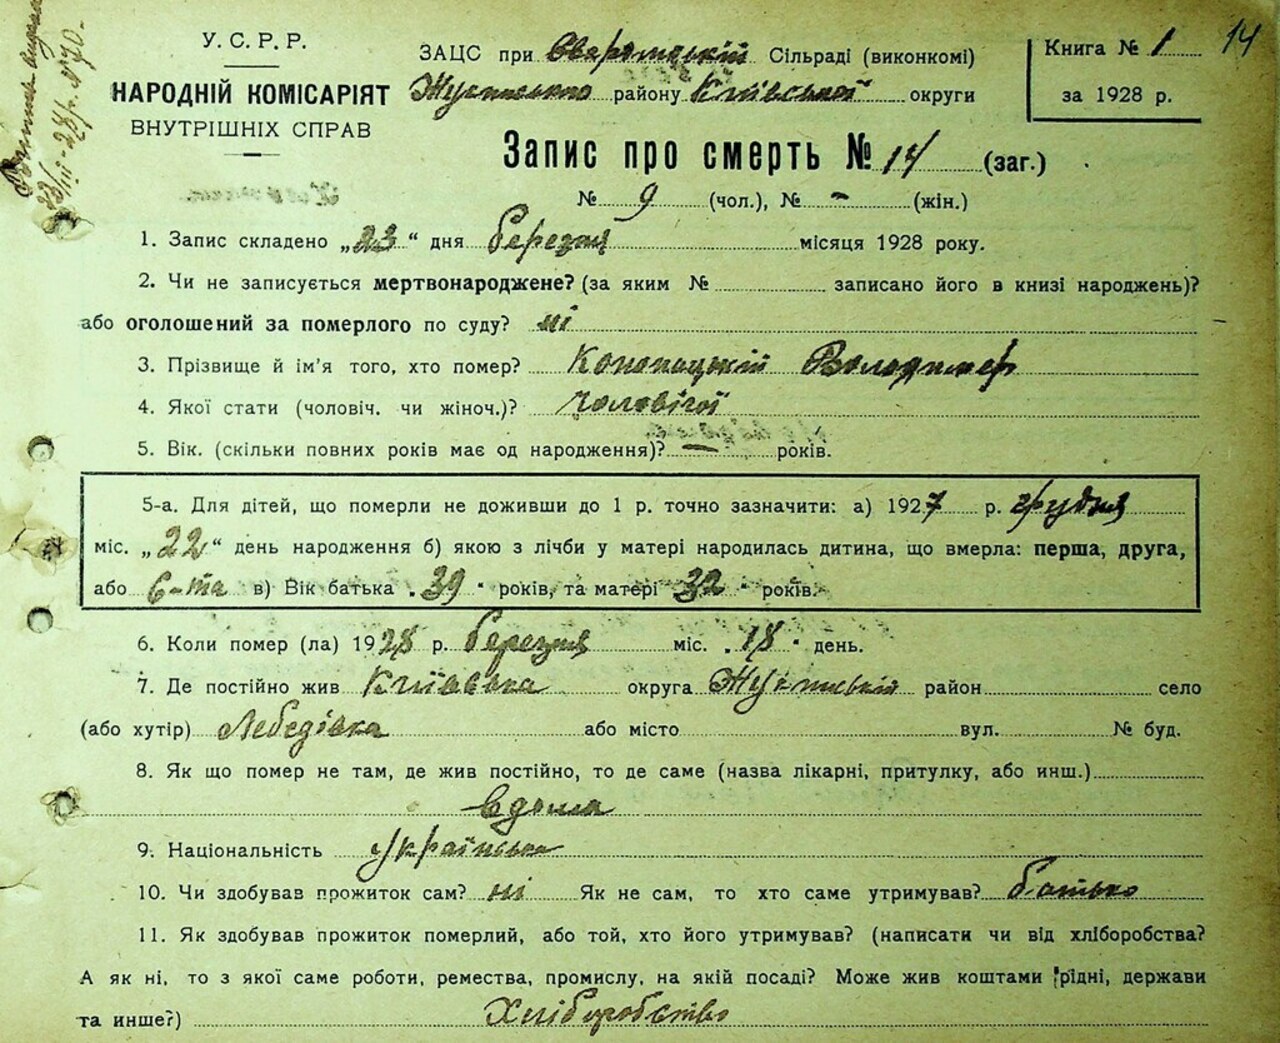 У. С. Р. Р.
НАРОДНІЙ КОМІСАРІЯТ
ВНУТРІШНІХ СПРАВ
ЗАЦС при Сваромській Сільраді (виконкомі)
Жукинського району Київської округи
Книга № 1
за 1928 р.
14
Запис про смерть № 14 (заг.)
№ 9 (чол.), № – (жін.)
1. Запис складено „23“ дня березня місяця 1928 року.
2. Чи не записується мертвонароджене? (за яким № записано його в книзі народжень)?
або оголошений за померлого по суду? ні
3. Прізвище й ім'я того, хто помер? Конопацький Володимер
4. Якої стати (чоловіч. чи жіноч.)? чоловічої
5. Вік. (скільки повних років має од народження)? — років.
5-а. Для дітей, що померли не доживши до 1 р. точно зазначити: а) 1927 р. грудня
міс. „22“ день народження б) якою з лічби у матері народилась дитина, що вмерла: перша, друга,
або 6-та в) Вік батька „39“ років, та матері 32 років.
6. Коли помер (ла) 1928 р. березня міс. „18“ день.
7. Де постійно жив Київська округа Жукинський район село
(або хутір) Лебедівка або місто вул. № буд.
8. Як що помер не там, де жив постійно, то де саме (назва лікарні, притулку, або инш.)
вдома
9. Національність українська
10. Чи здобував прожиток сам? ні Як не сам, то хто саме утримував? батько
11. Як здобував прожиток померлий, або той, хто його утримував? (написати чи від хліборобства?
А як ні, то з якої саме роботи, ремества, промислу, на якій посаді? Може жив коштами рідні, держави
та инше?) Хліборобство